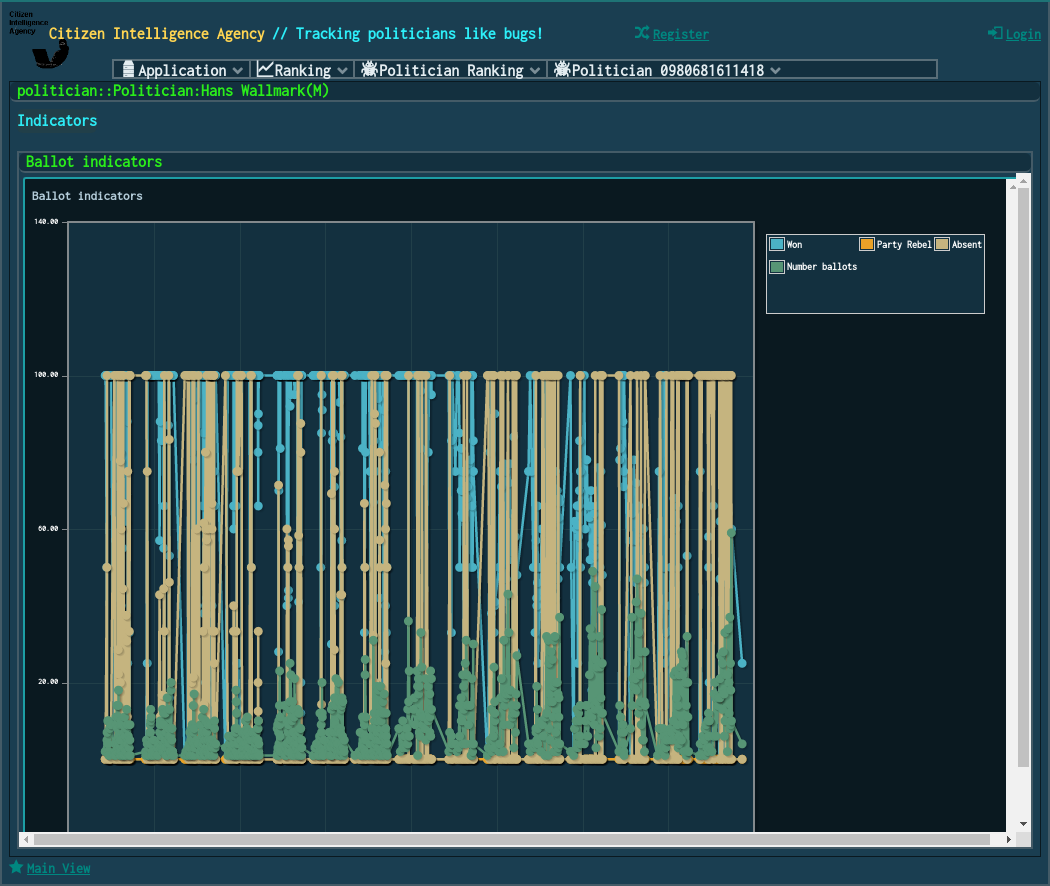 Citizen
Intelligence
Agency
Citizen Intelligence Agency // Tracking politicians like bugs!
Register
Login
Application
Ranking
Politician Ranking
Politician 0980681611418
politician::Politician:Hans Wallmark(M)
Indicators
Ballot indicators
Ballot indicators
140.00
Won
Party Rebel
Absent
Number ballots
100.00
60.00
20.00
Main View